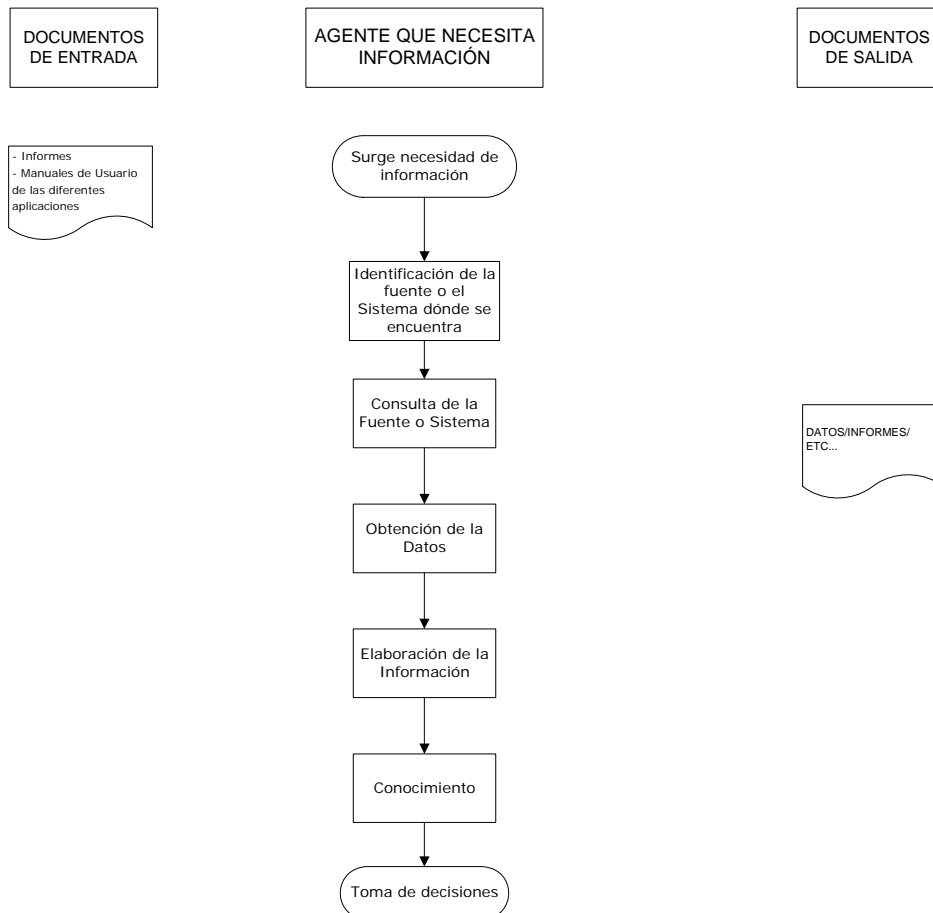 DOCUMENTOS
DE ENTRADA
AGENTE QUE NECESITA
INFORMACIÓN
DOCUMENTOS
DE SALIDA
- Informes
- Manuales de Usuario
de las diferentes
aplicaciones
Surge necesidad de
información
Identificación de la
fuente o el
Sistema dónde se
encuentra
Consulta de la
Fuente o Sistema
DATOS/INFORMES/
ETC...
Obtención de la
Datos
Elaboración de la
Información
Conocimiento
Toma de decisiones